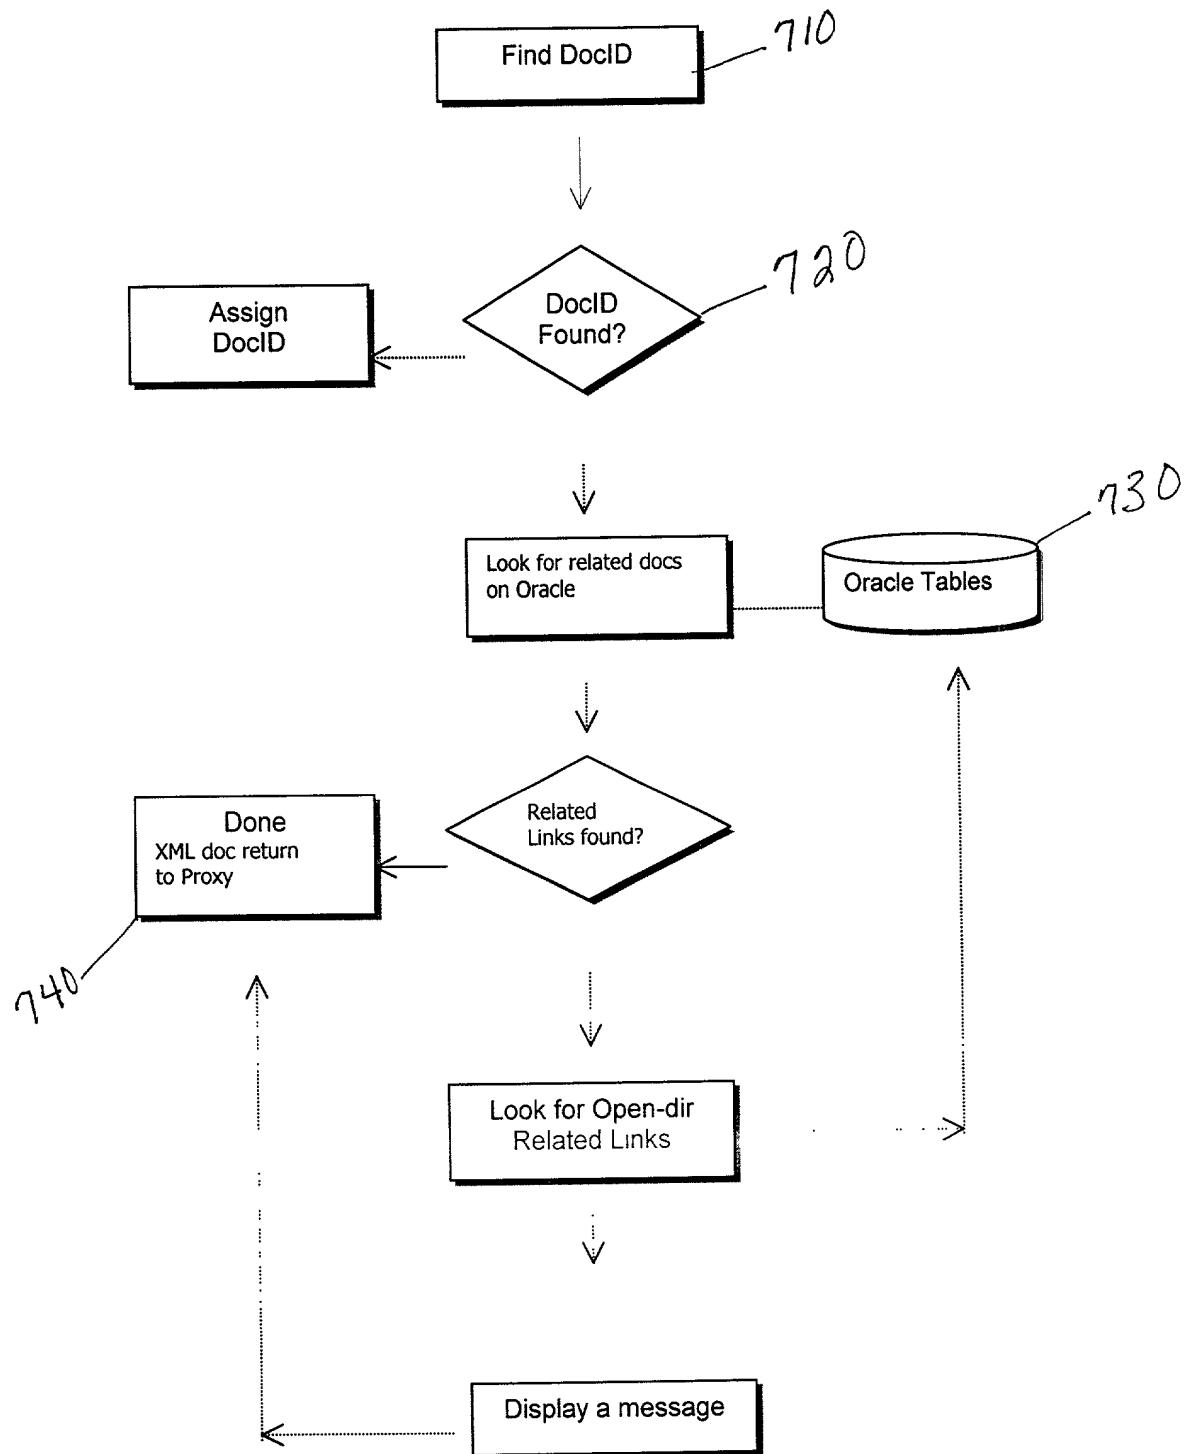 Find DocID
710
DocID
Found?
720
Assign
DocID
Look for related docs
on Oracle
Oracle Tables
730
Related
Links found?
Done
XML doc return
to Proxy
740
Look for Open-dir
Related Links
Display a message